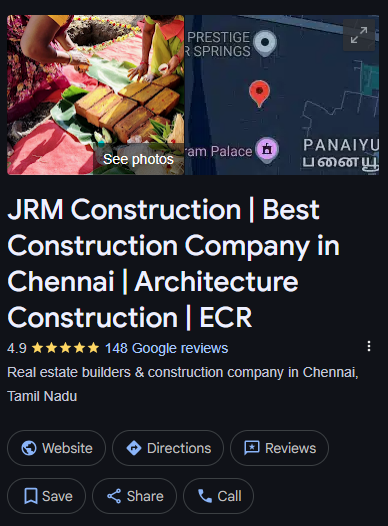 PRESTIGE
R SPRINGS
See photos
ram Palace
PANAIYU
பனையூ
JRM Construction | Best
Construction Company in
Chennai | Architecture
Construction | ECR
4.9 148 Google reviews
Real estate builders & construction company in Chennai,
Tamil Nadu
Website Directions Reviews
Save Share Call